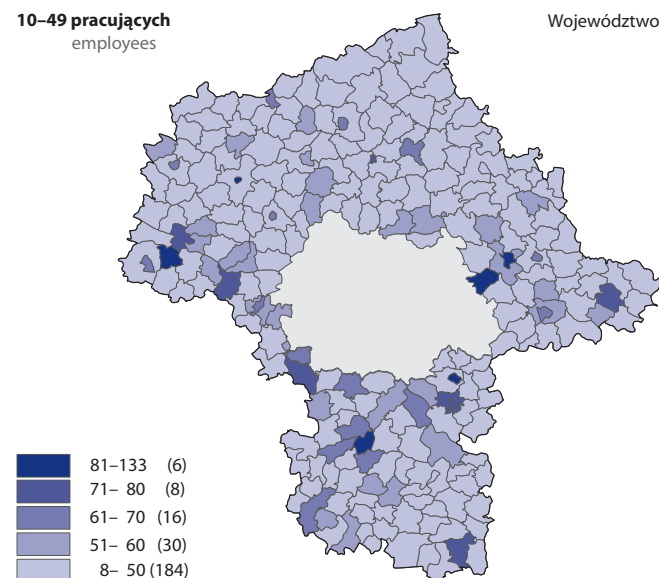 10–49 pracujących
employees
Województwo
81–133 (6)
71– 80 (8)
61– 70 (16)
51– 60 (30)
8– 50 (184)